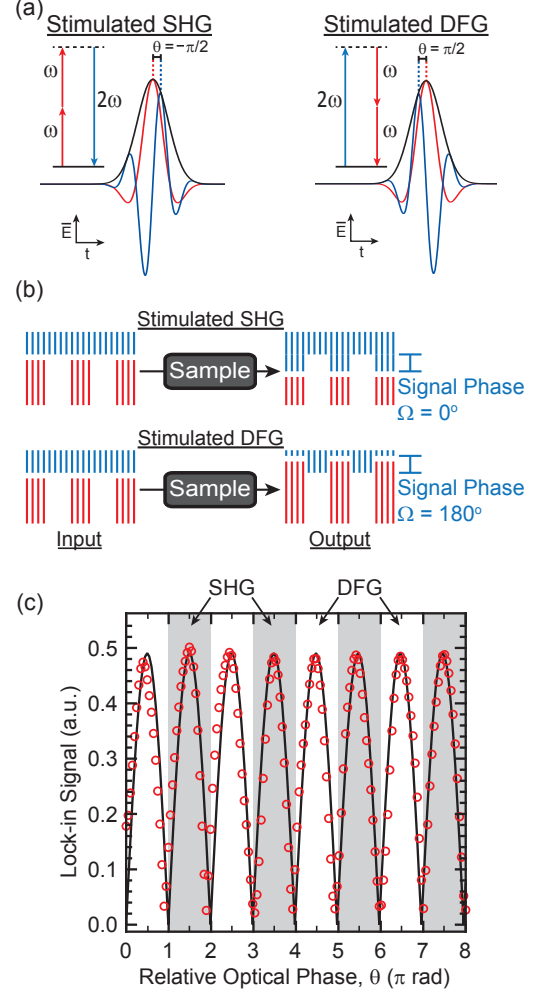 (a)
Stimulated SHG
Stimulated DFG
θ = −π/2
θ = π/2
ω
ω
2ω
2ω
ω
ω
E
t
E
t
(b)
Stimulated SHG
Sample
Signal Phase
Ω = 0°
Stimulated DFG
Sample
Signal Phase
Ω = 180°
Input
Output
(c)
SHG
DFG
Lock-in Signal (a.u.)
0.5
0.4
0.3
0.2
0.1
0.0
0 1 2 3 4 5 6 7 8
Relative Optical Phase, θ (π rad)